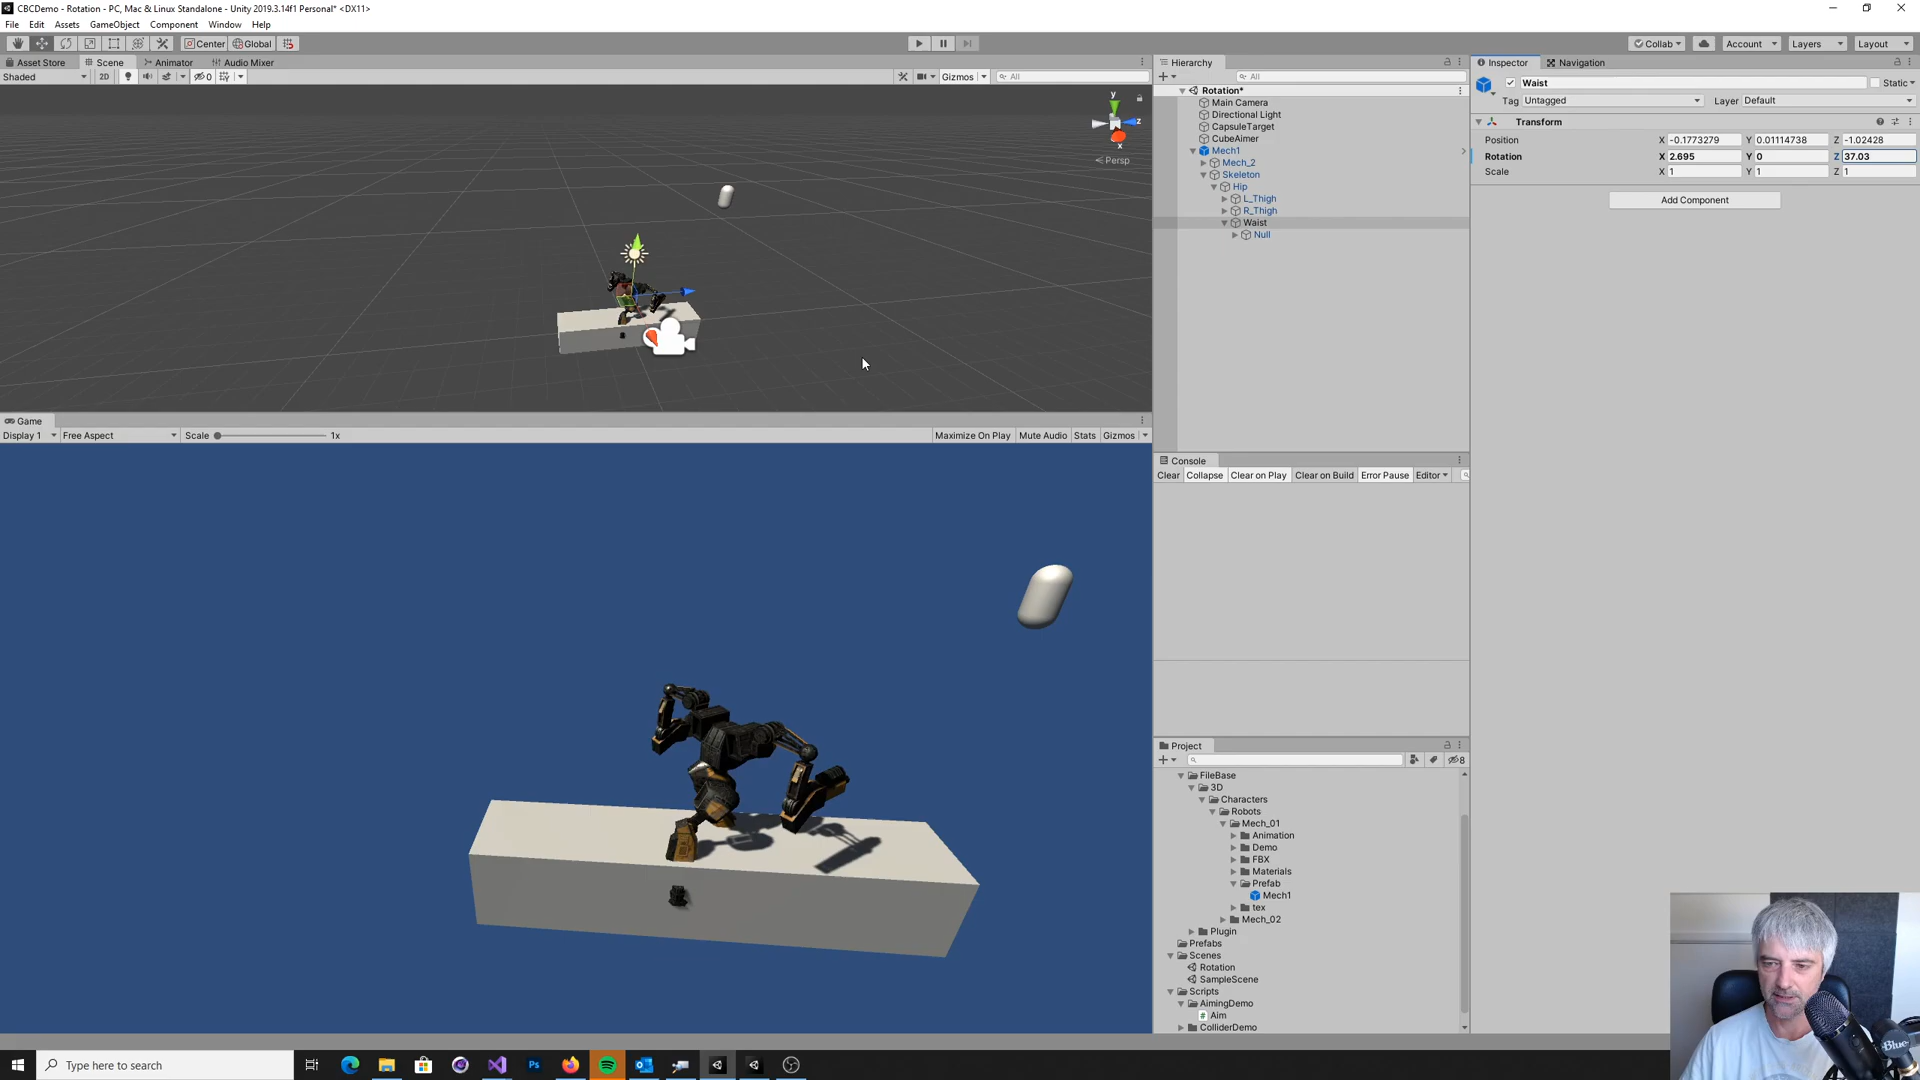 CBCDemo - Rotation - PC, Mac & Linux Standalone - Unity 2019.3.14f1 Personal* <DX11>
File Edit Assets GameObject Component Window Help
Center Global Collab Account Layers Layout
Asset Store Scene Animator Audio Mixer
Shaded 2D 0 Gizmos All
y
z
x
Persp
Game
Display 1 Free Aspect Scale 1x Maximize On Play Mute Audio Stats Gizmos
Hierarchy
All
Rotation*
Main Camera
Directional Light
CapsuleTarget
CubeAimer
Mech1
Mech_2
Skeleton
Hip
L_Thigh
R_Thigh
Waist
Null
Console
Clear Collapse Clear on Play Clear on Build Error Pause Editor
Project
8
FileBase
3D
Characters
Robots
Mech_01
Animation
Demo
FBX
Materials
Prefab
Mech1
tex
Mech_02
Plugin
Prefabs
Scenes
Rotation
SampleScene
Scripts
AimingDemo
Aim
ColliderDemo
Inspector Navigation
Waist Static
Tag Untagged Layer Default
Transform
Position X -0.1773279 Y 0.01114738 Z -1.02428
Rotation X 2.695 Y 0 Z 37.03
Scale X 1 Y 1 Z 1
Add Component
Type here to search
Ps
Blue